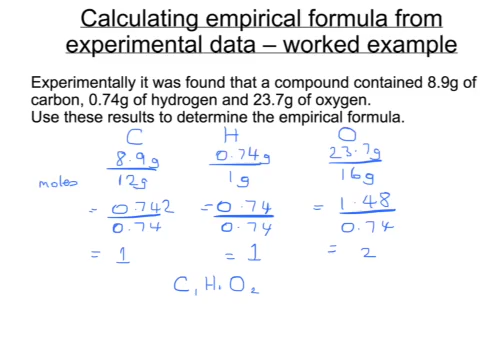 Calculating empirical formula from
experimental data – worked example
Experimentally it was found that a compound contained 8.9g of
carbon, 0.74g of hydrogen and 23.7g of oxygen.
Use these results to determine the empirical formula.
C H O
8.9g 0.74g 23.7g
moles 12g 1g 16g
= 0.742 = 0.74 = 1.48
0.74 0.74 0.74
= 1 = 1 = 2
C₁ H₁ O₂